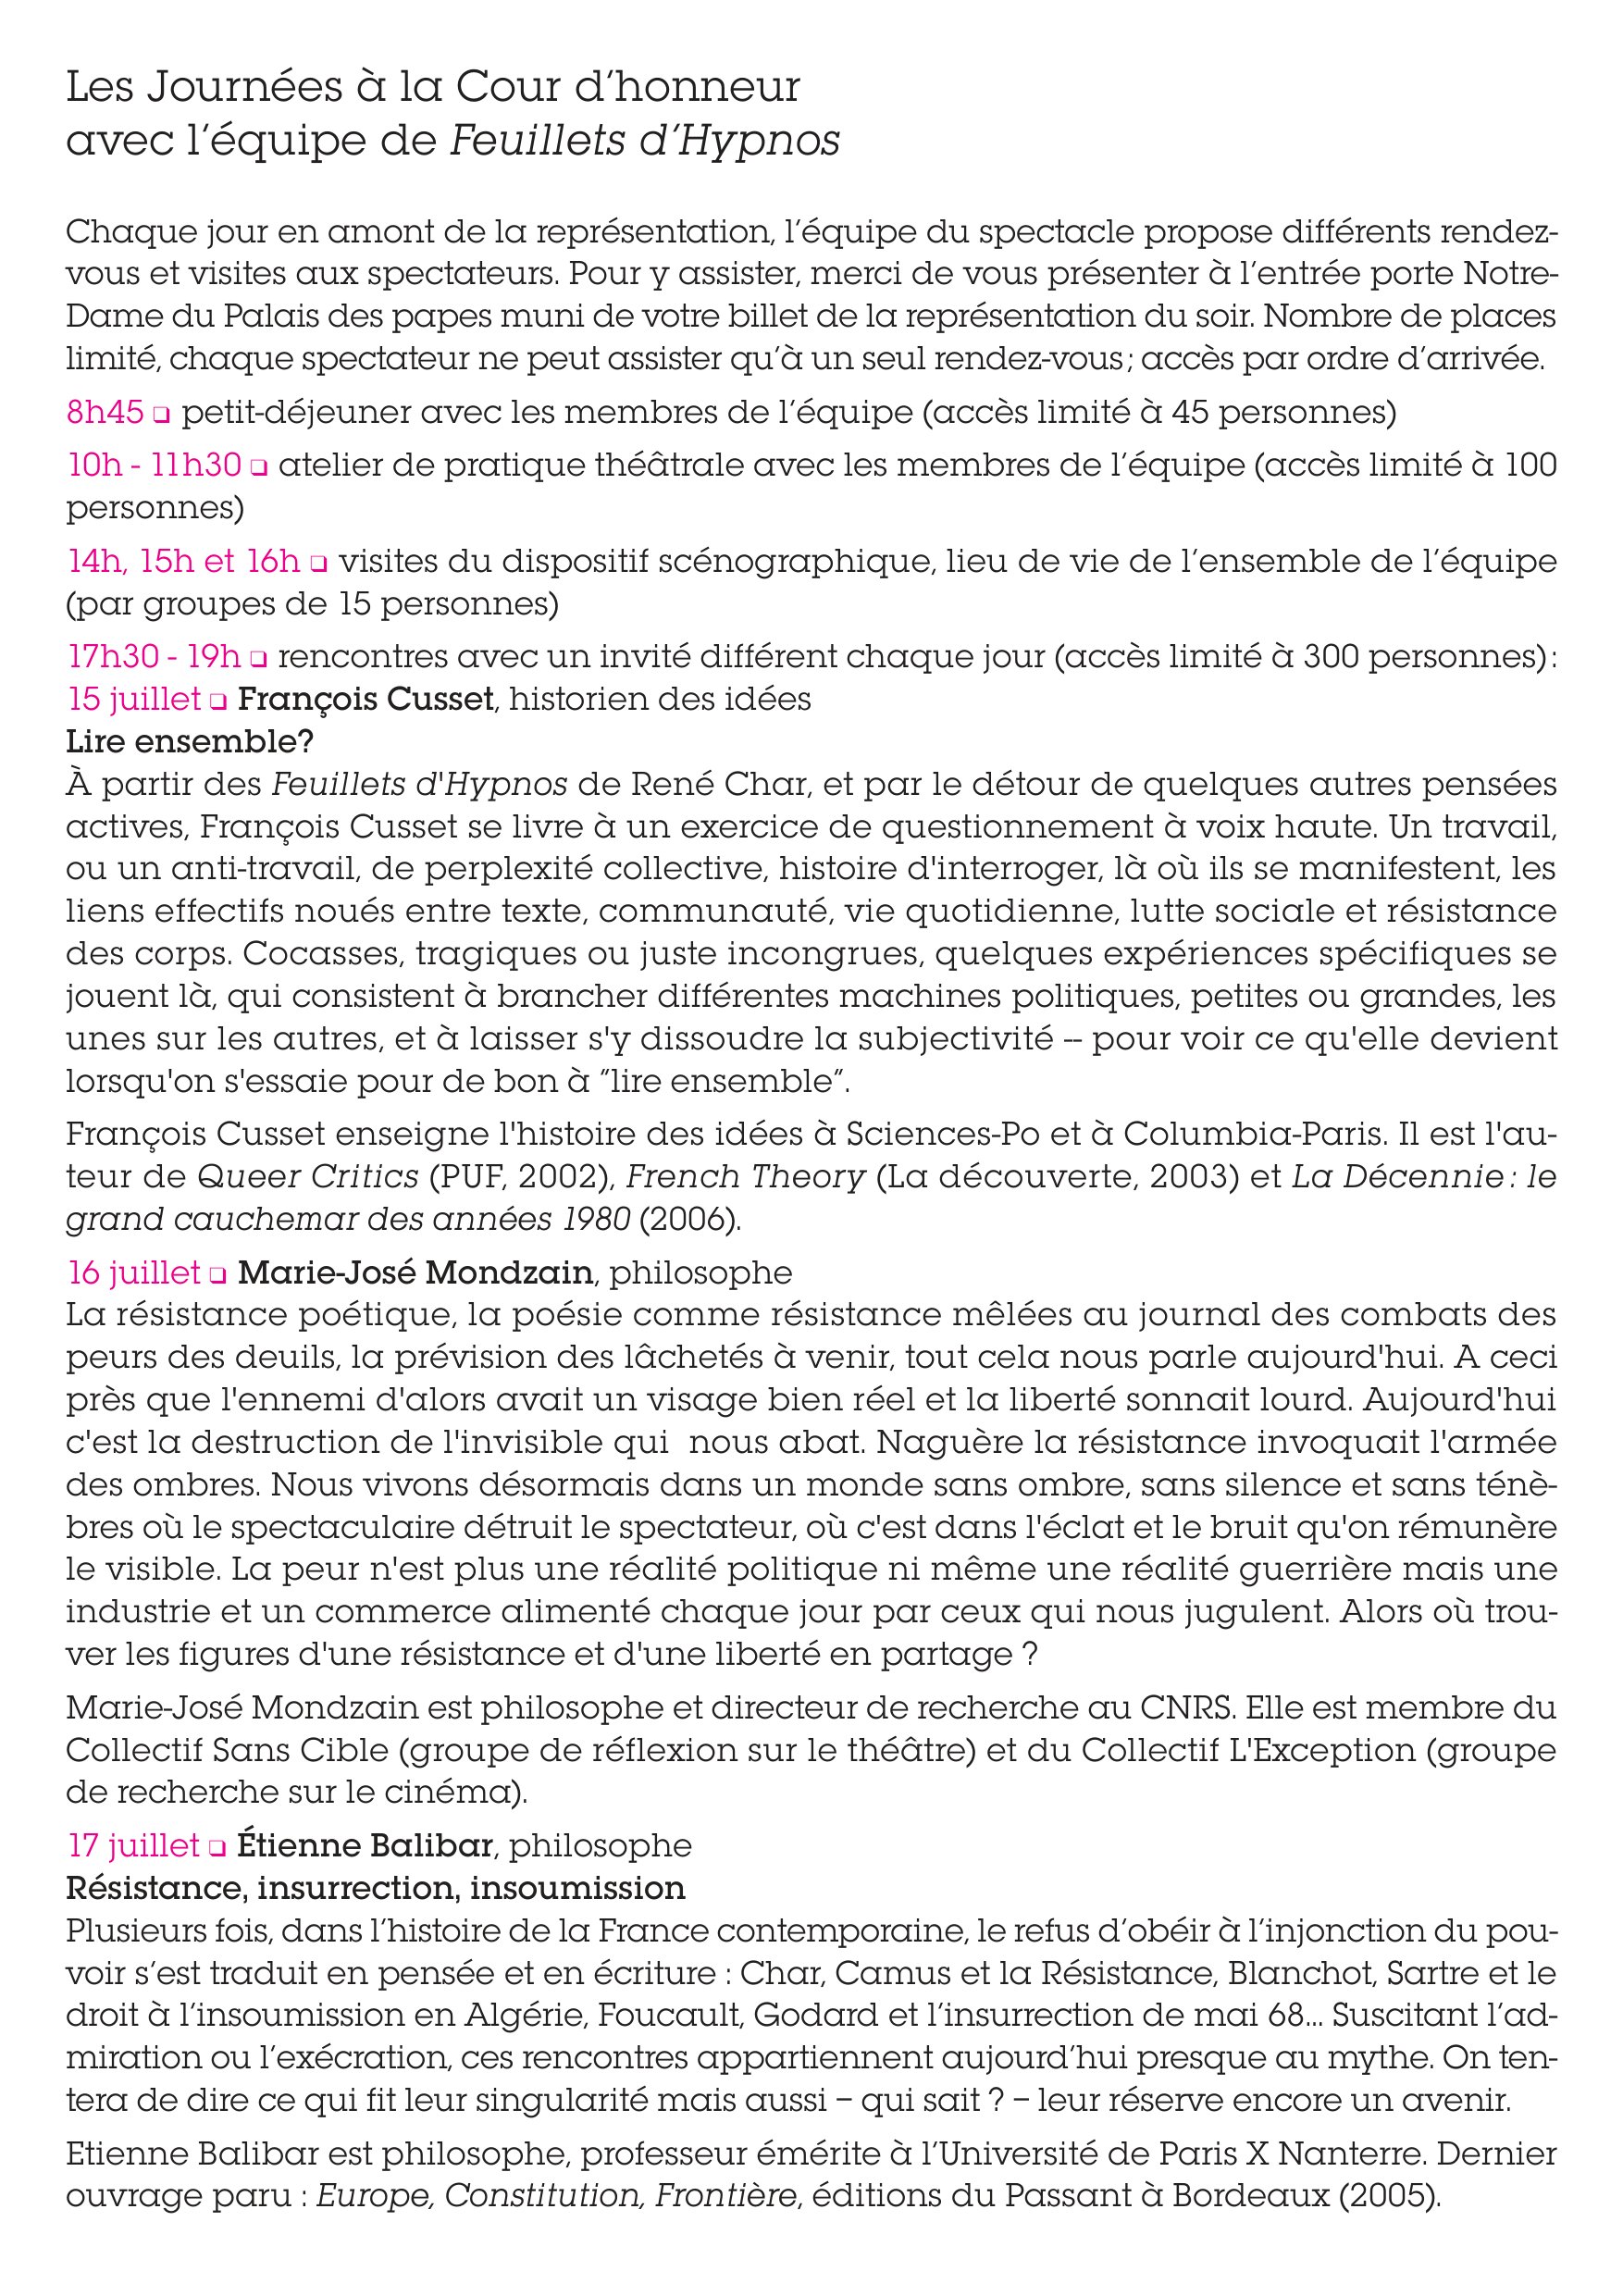 Les Journées à la Cour d’honneur
avec l’équipe de Feuillets d’Hypnos
Chaque jour en amont de la représentation, l’équipe du spectacle propose différents rendez-
vous et visites aux spectateurs. Pour y assister, merci de vous présenter à l’entrée porte Notre-
Dame du Palais des papes muni de votre billet de la représentation du soir. Nombre de places
limité, chaque spectateur ne peut assister qu’à un seul rendez-vous ; accès par ordre d’arrivée.
8h45 ❑ petit-déjeuner avec les membres de l’équipe (accès limité à 45 personnes)
10h - 11h30 ❑ atelier de pratique théâtrale avec les membres de l’équipe (accès limité à 100
personnes)
14h, 15h et 16h ❑ visites du dispositif scénographique, lieu de vie de l’ensemble de l’équipe
(par groupes de 15 personnes)
17h30 - 19h ❑ rencontres avec un invité différent chaque jour (accès limité à 300 personnes) :
15 juillet ❑ François Cusset, historien des idées
Lire ensemble?
À partir des Feuillets d'Hypnos de René Char, et par le détour de quelques autres pensées
actives, François Cusset se livre à un exercice de questionnement à voix haute. Un travail,
ou un anti-travail, de perplexité collective, histoire d'interroger, là où ils se manifestent, les
liens effectifs noués entre texte, communauté, vie quotidienne, lutte sociale et résistance
des corps. Cocasses, tragiques ou juste incongrues, quelques expériences spécifiques se
jouent là, qui consistent à brancher différentes machines politiques, petites ou grandes, les
unes sur les autres, et à laisser s'y dissoudre la subjectivité -- pour voir ce qu'elle devient
lorsqu'on s'essaie pour de bon à ˝lire ensemble˝.
François Cusset enseigne l'histoire des idées à Sciences-Po et à Columbia-Paris. Il est l'au-
teur de Queer Critics (PUF, 2002), French Theory (La découverte, 2003) et La Décennie : le
grand cauchemar des années 1980 (2006).
16 juillet ❑ Marie-José Mondzain, philosophe
La résistance poétique, la poésie comme résistance mêlées au journal des combats des
peurs des deuils, la prévision des lâchetés à venir, tout cela nous parle aujourd'hui. A ceci
près que l'ennemi d'alors avait un visage bien réel et la liberté sonnait lourd. Aujourd'hui
c'est la destruction de l'invisible qui  nous abat. Naguère la résistance invoquait l'armée
des ombres. Nous vivons désormais dans un monde sans ombre, sans silence et sans ténè-
bres où le spectaculaire détruit le spectateur, où c'est dans l'éclat et le bruit qu'on rémunère
le visible. La peur n'est plus une réalité politique ni même une réalité guerrière mais une
industrie et un commerce alimenté chaque jour par ceux qui nous jugulent. Alors où trou-
ver les figures d'une résistance et d'une liberté en partage ?
Marie-José Mondzain est philosophe et directeur de recherche au CNRS. Elle est membre du
Collectif Sans Cible (groupe de réflexion sur le théâtre) et du Collectif L'Exception (groupe
de recherche sur le cinéma).
17 juillet ❑ Étienne Balibar, philosophe
Résistance, insurrection, insoumission
Plusieurs fois, dans l’histoire de la France contemporaine, le refus d’obéir à l’injonction du pou-
voir s’est traduit en pensée et en écriture : Char, Camus et la Résistance, Blanchot, Sartre et le
droit à l’insoumission en Algérie, Foucault, Godard et l’insurrection de mai 68... Suscitant l’ad-
miration ou l’exécration, ces rencontres appartiennent aujourd’hui presque au mythe. On ten-
tera de dire ce qui fit leur singularité mais aussi – qui sait ? – leur réserve encore un avenir.
Etienne Balibar est philosophe, professeur émérite à l’Université de Paris X Nanterre. Dernier
ouvrage paru : Europe, Constitution, Frontière, éditions du Passant à Bordeaux (2005).